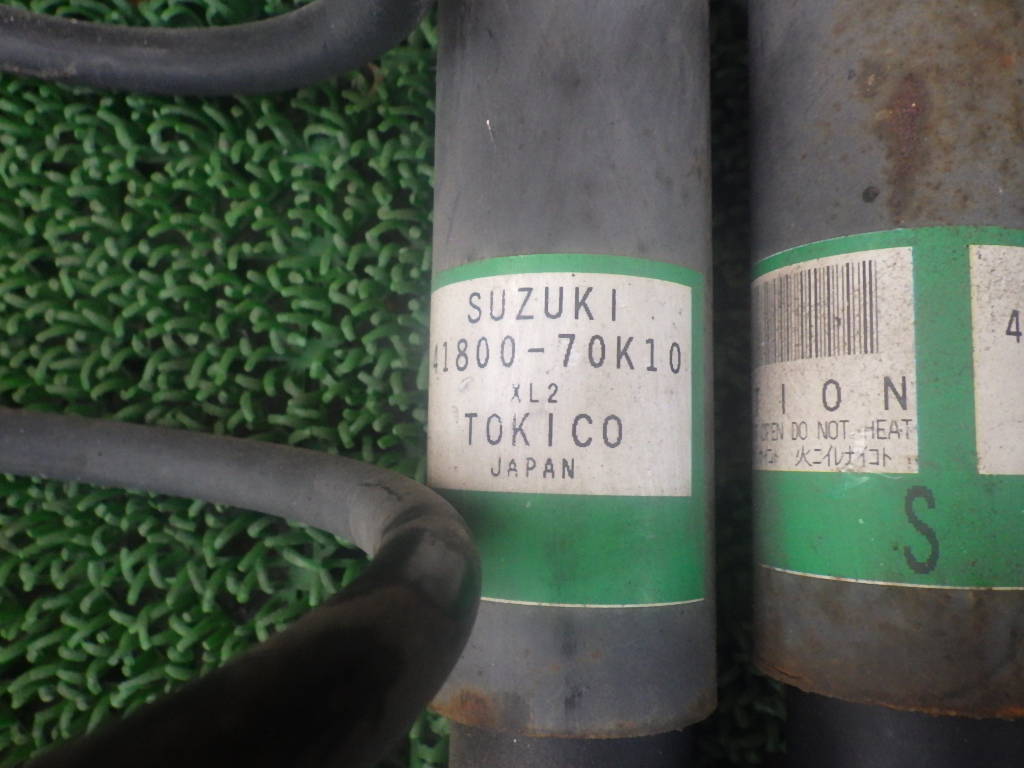 SUZUKI
41800-70K10
XL2
TOKICO
JAPAN
TION
OPEN DO NOT HEAT
火ニイレナイコト
S
4